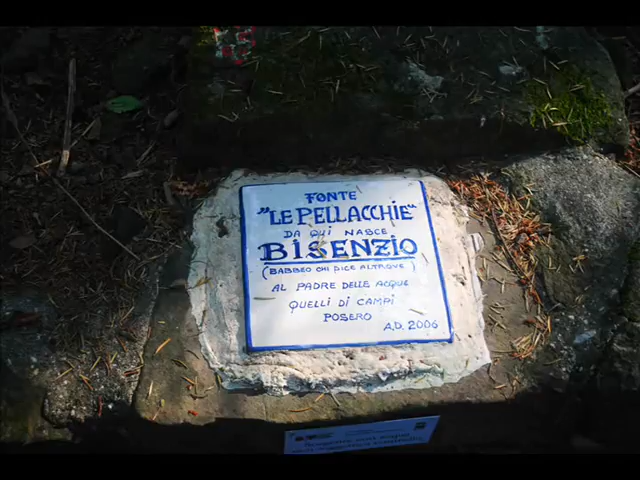 FONTE
"LE PELLACCHIE"
DA QUI NASCE
BISENZIO
(BABBEO CHI DICE ALTROVE)
AL PADRE DELLE ACQUE
QUELLI DI CAMPI
POSERO
A.D. 2006